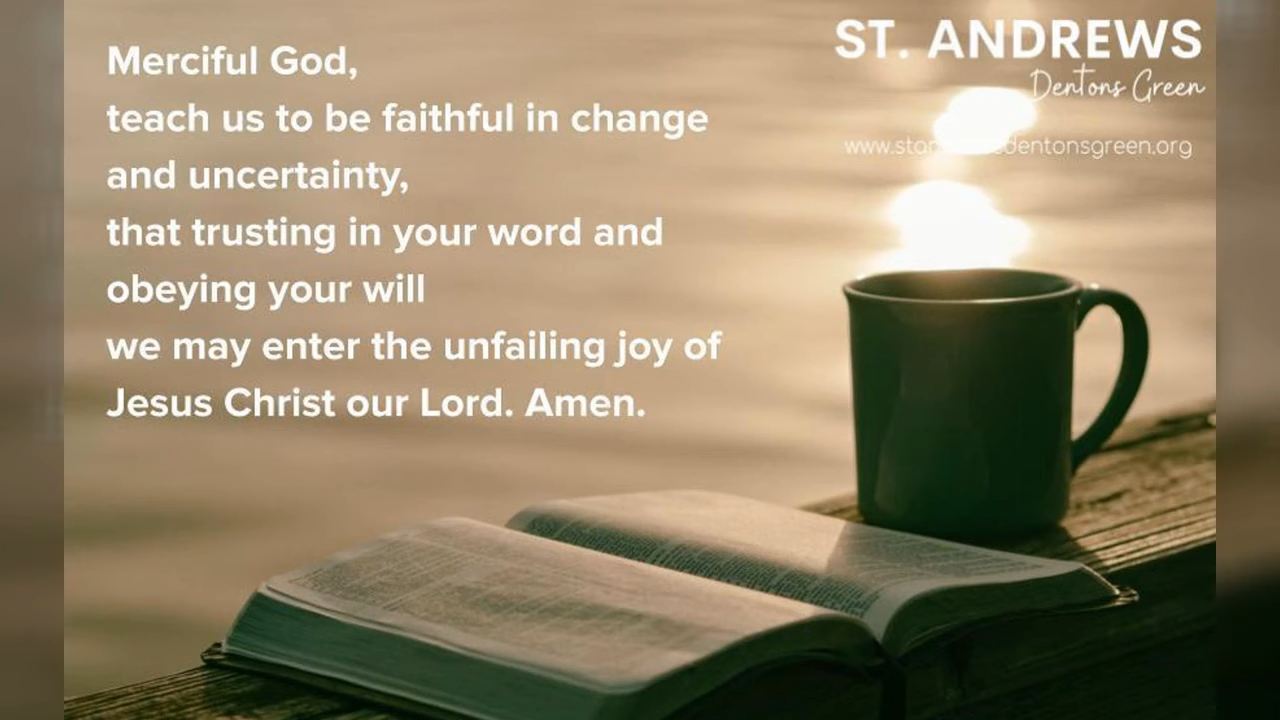 Merciful God,
teach us to be faithful in change
and uncertainty,
that trusting in your word and
obeying your will
we may enter the unfailing joy of
Jesus Christ our Lord. Amen.
ST. ANDREWS
Dentons Green